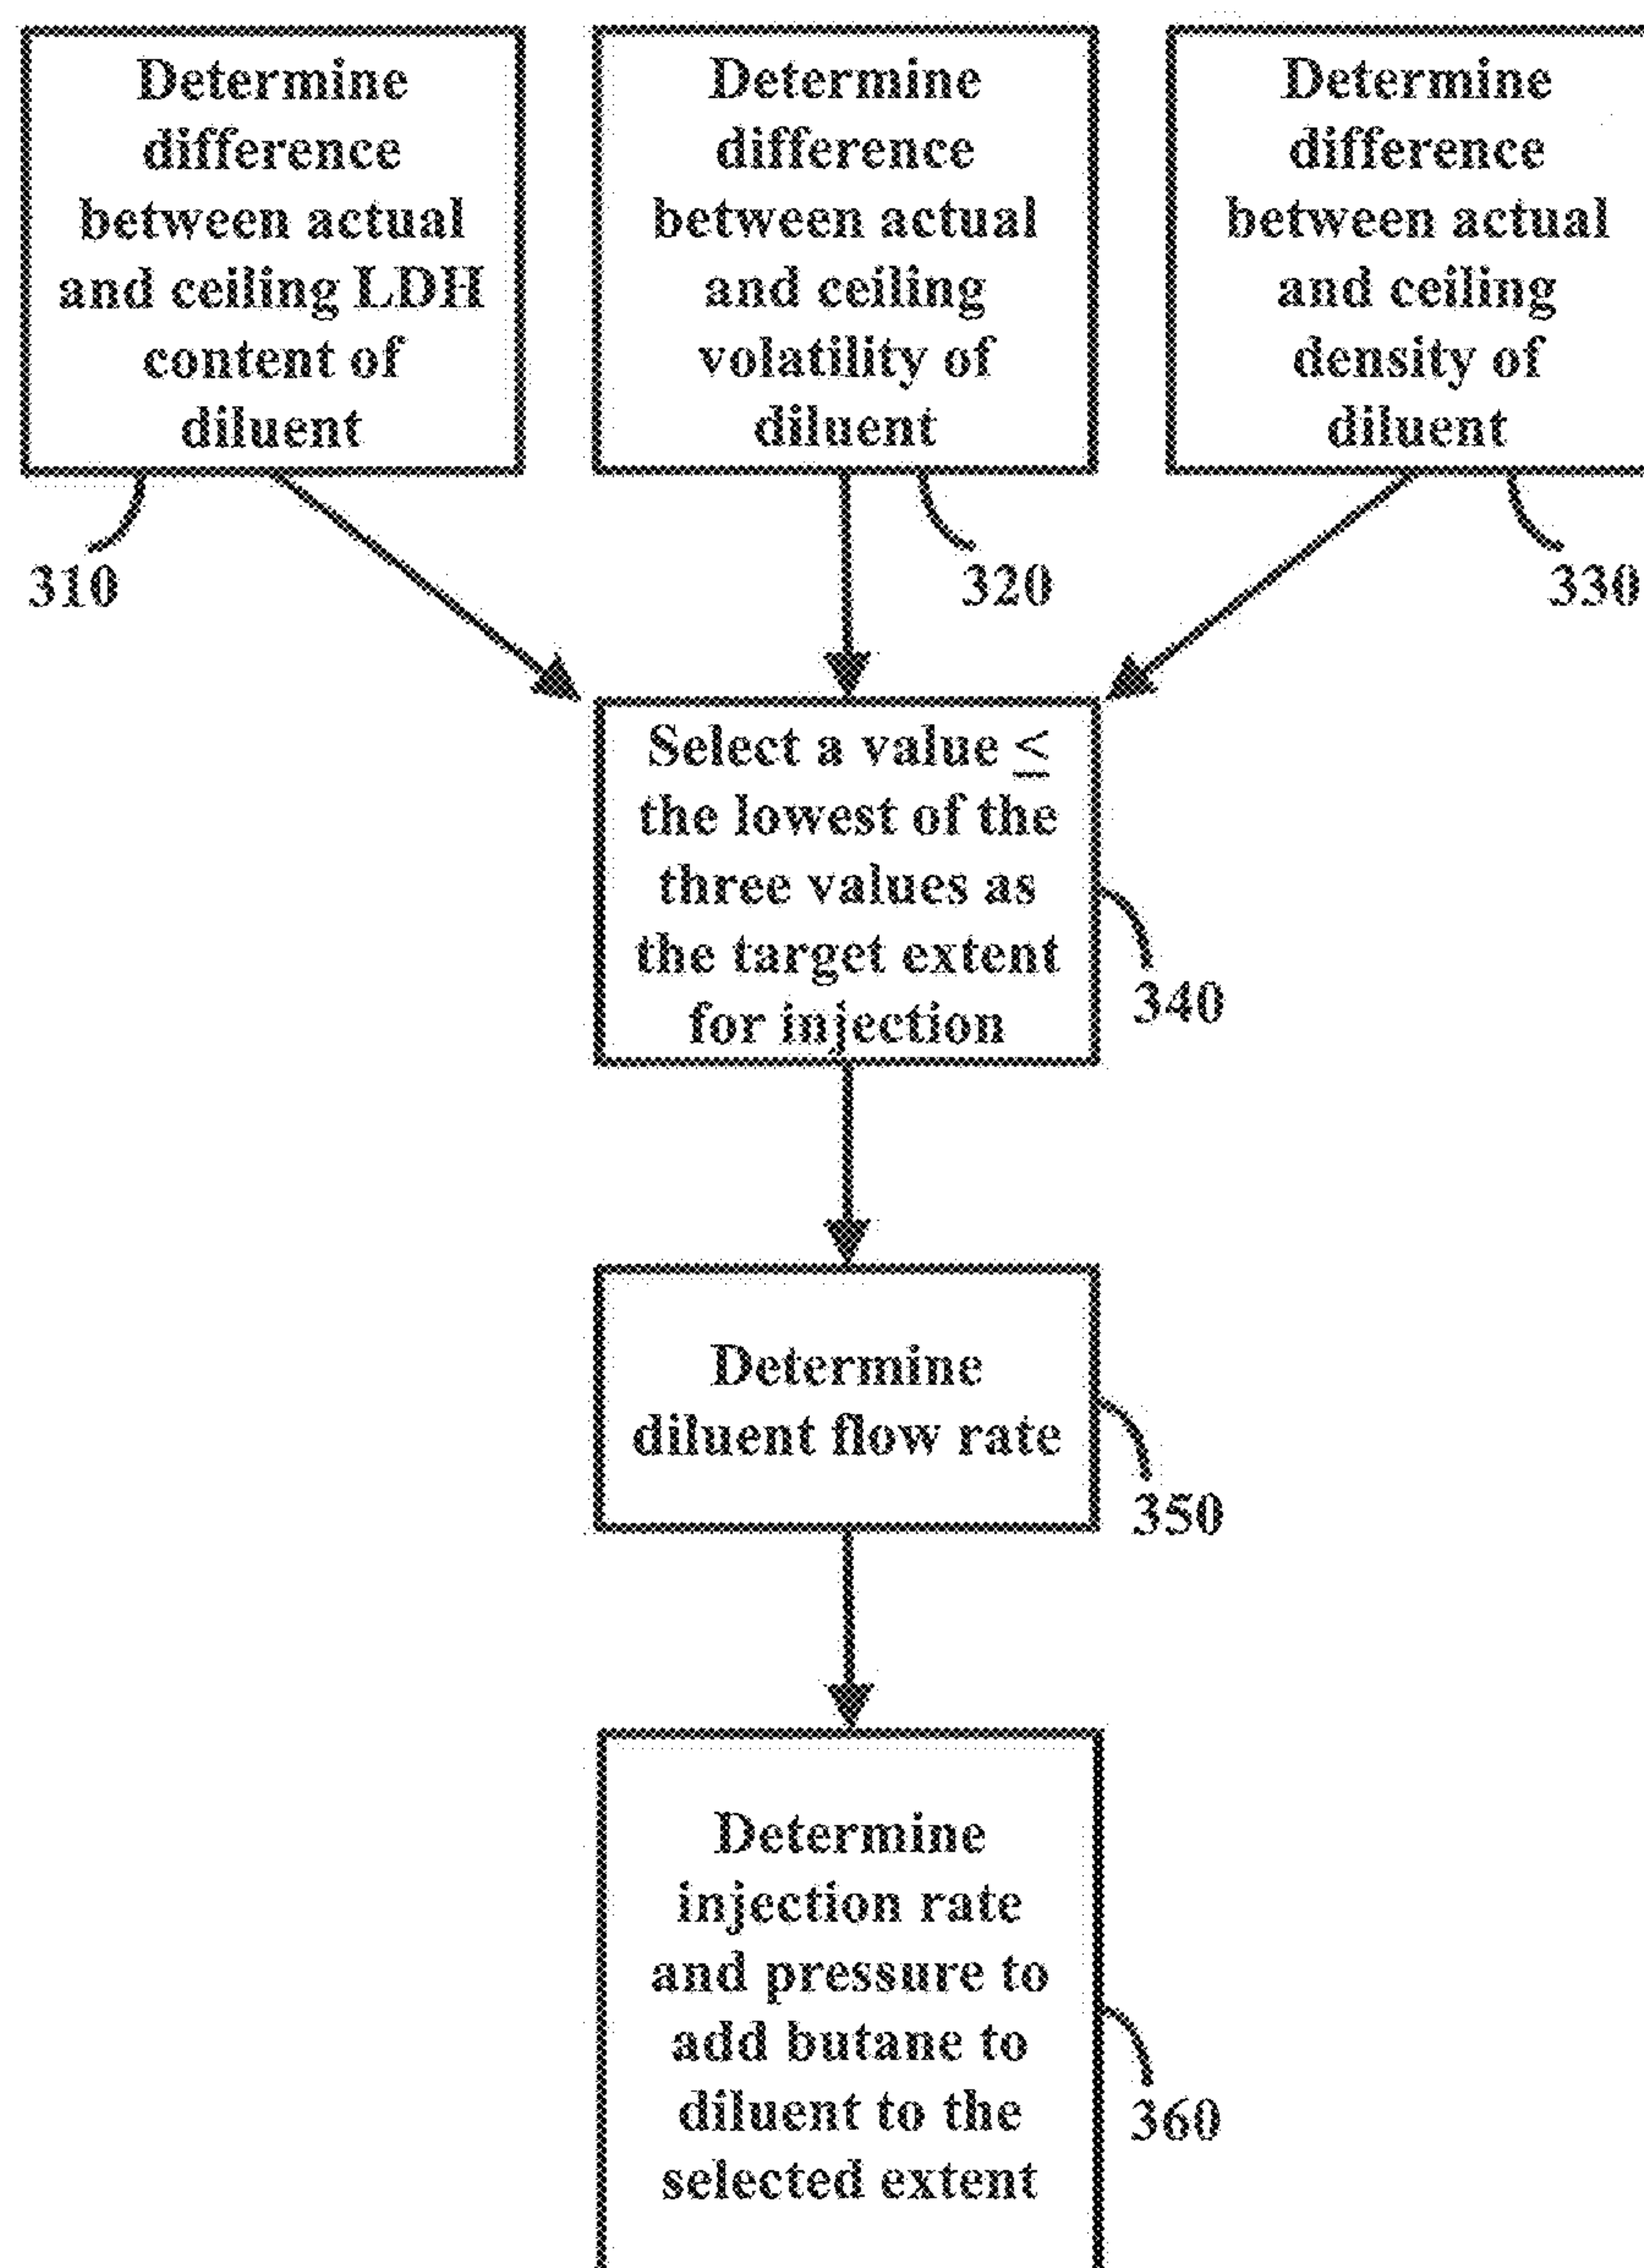 Determine
difference
between actual
and ceiling LDH
content of
diluent
310
Determine
difference
between actual
and ceiling
volatility of
diluent
320
Determine
difference
between actual
and ceiling
density of
diluent
330
Select a value ≤
the lowest of the
three values as
the target extent
for injection
340
Determine
diluent flow rate
350
Determine
injection rate
and pressure to
add butane to
diluent to the
selected extent
360